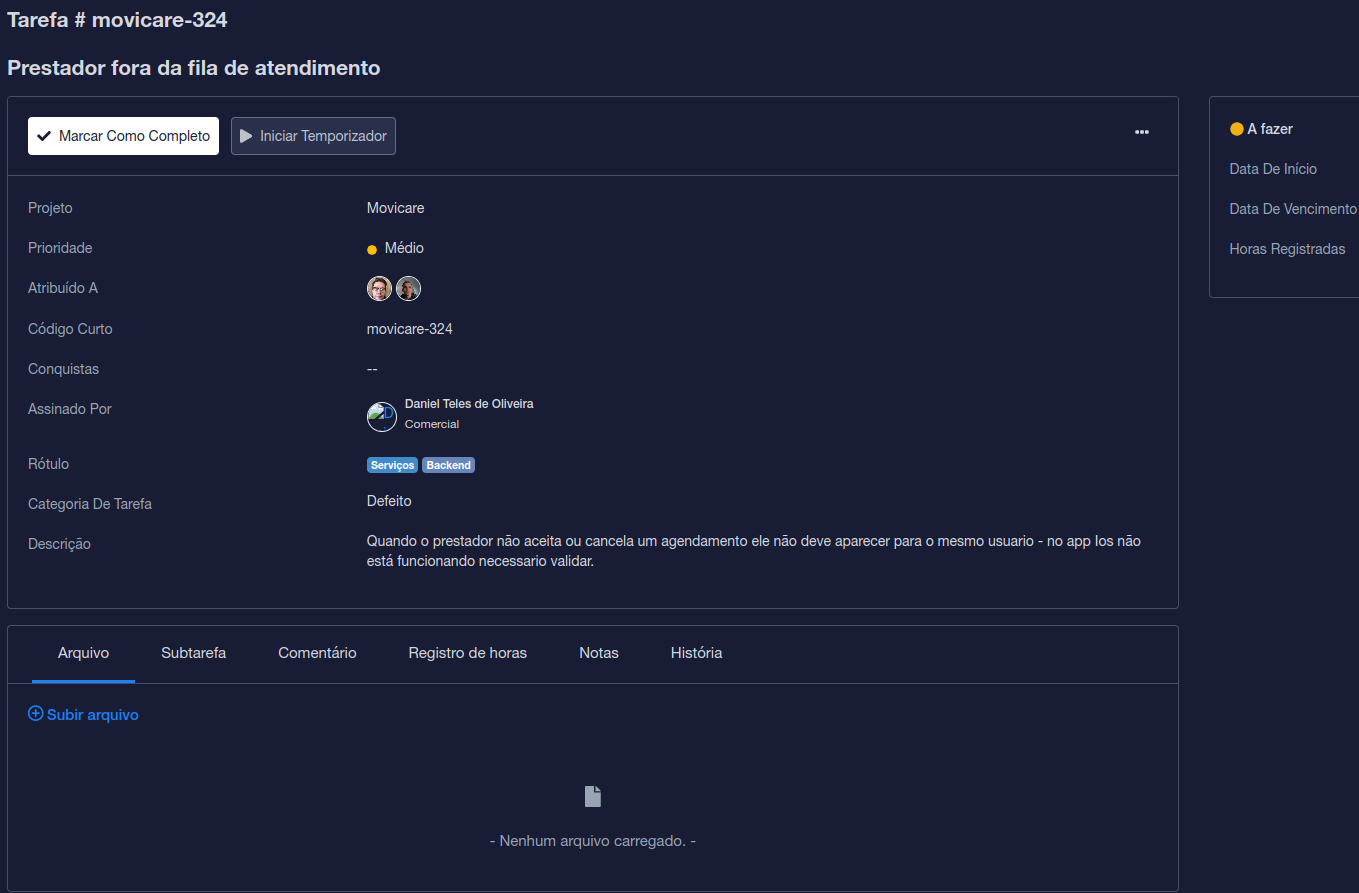 Tarefa # movicare-324
Prestador fora da fila de atendimento
Marcar Como Completo
Iniciar Temporizador
A fazer
Data De Início
Data De Vencimento
Horas Registradas
Projeto Movicare
Prioridade Médio
Atribuído A
Código Curto movicare-324
Conquistas --
Assinado Por Daniel Teles de Oliveira
Comercial
Rótulo Serviços Backend
Categoria De Tarefa Defeito
Descrição Quando o prestador não aceita ou cancela um agendamento ele não deve aparecer para o mesmo usuario - no app Ios não
está funcionando necessario validar.
Arquivo Subtarefa Comentário Registro de horas Notas História
Subir arquivo
- Nenhum arquivo carregado. -